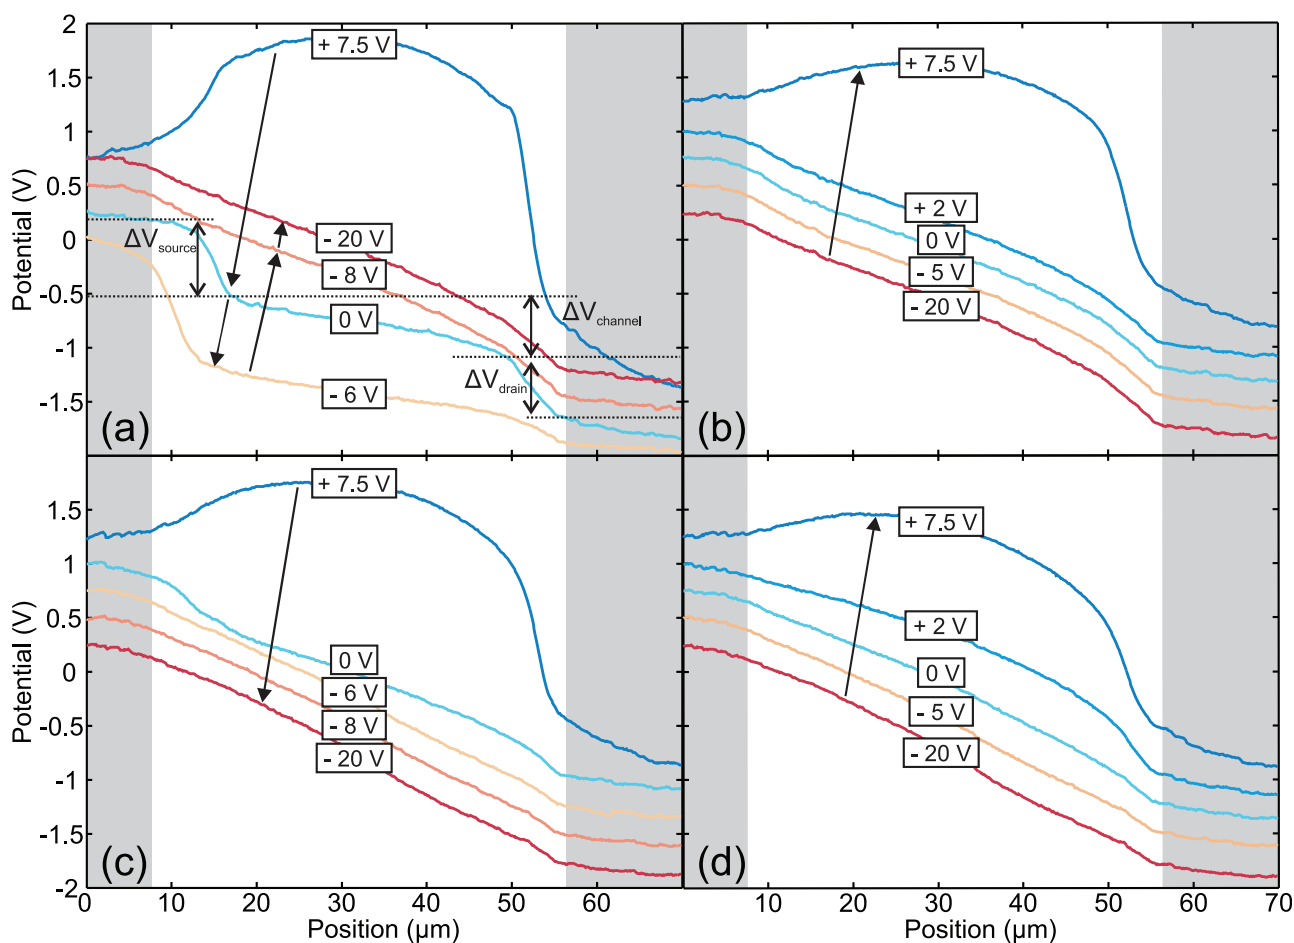 2
1.5
1
0.5
0
-0.5
-1
-1.5
Potential (V)
+ 7.5 V
ΔVsource
- 20 V
- 8 V
0 V
- 6 V
ΔVchannel
ΔVdrain
(a)
+ 7.5 V
+ 2 V
0 V
- 5 V
- 20 V
(b)
1.5
1
0.5
0
-0.5
-1
-1.5
-2
Potential (V)
+ 7.5 V
0 V
- 6 V
- 8 V
- 20 V
(c)
0 10 20 30 40 50 60
Position (µm)
+ 7.5 V
+ 2 V
0 V
- 5 V
- 20 V
(d)
10 20 30 40 50 60 70
Position (µm)